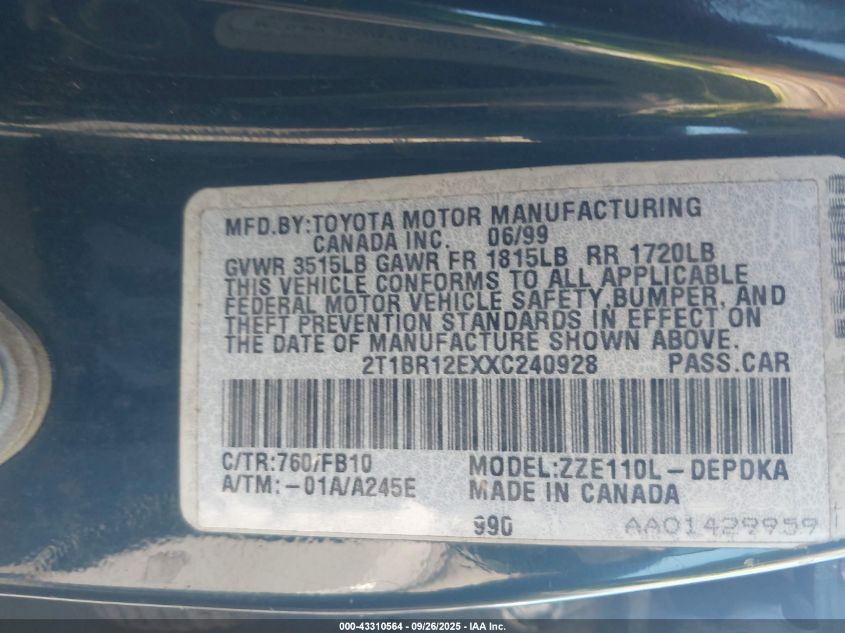 MFD.BY:TOYOTA MOTOR MANUFACTURING
CANADA INC. 06/99
GVWR 3515LB GAWR FR 1815LB RR 1720LB
THIS VEHICLE CONFORMS TO ALL APPLICABLE
FEDERAL MOTOR VEHICLE SAFETY,BUMPER, AND
THEFT PREVENTION STANDARDS IN EFFECT ON
THE DATE OF MANUFACTURE SHOWN ABOVE.
2T1BR12EXXC240928 PASS.CAR
C/TR:760/FB10 MODEL:ZZE110L-DEPDKA
A/TM:-01A/A245E MADE IN CANADA
990 AA01429959
000-43310564 - 09/26/2025 - IAA Inc.